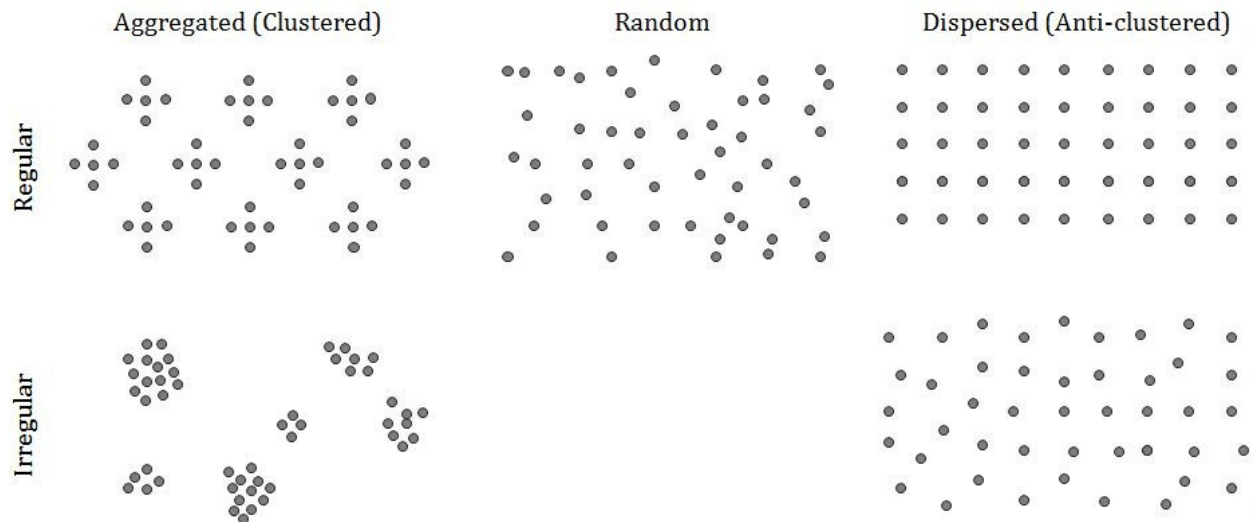 Aggregated (Clustered)
Random
Dispersed (Anti-clustered)
Regular
Irregular